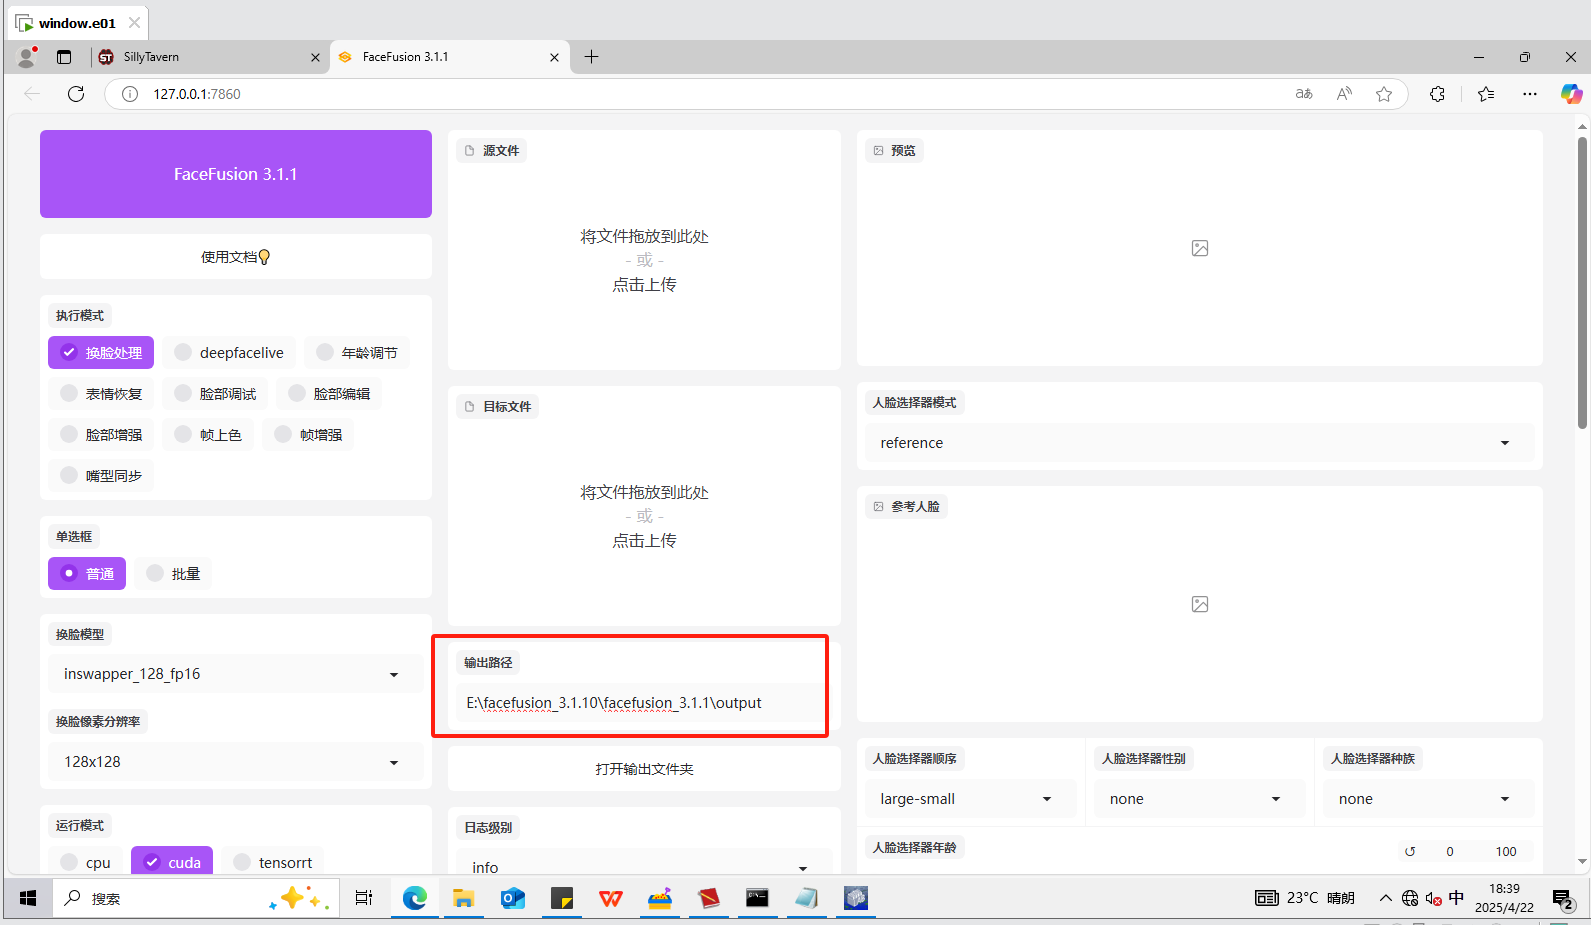 window.e01
SillyTavern
FaceFusion 3.1.1
127.0.0.1:7860
FaceFusion 3.1.1
使用文档
执行模式
换脸处理
deepfacelive
年龄调节
表情恢复
脸部调试
脸部编辑
脸部增强
帧上色
帧增强
嘴型同步
单选框
普通
批量
换脸模型
inswapper_128_fp16
换脸像素分辨率
128x128
运行模式
cpu
cuda
tensorrt
源文件
将文件拖放到此处
- 或 -
点击上传
目标文件
将文件拖放到此处
- 或 -
点击上传
输出路径
E:\facefusion_3.1.10\facefusion_3.1.1\output
打开输出文件夹
日志级别
info
预览
人脸选择器模式
reference
参考人脸
人脸选择器顺序
large-small
人脸选择器性别
none
人脸选择器种族
none
人脸选择器年龄
0
100
搜索
23°C 晴朗
中
18:39
2025/4/22
2